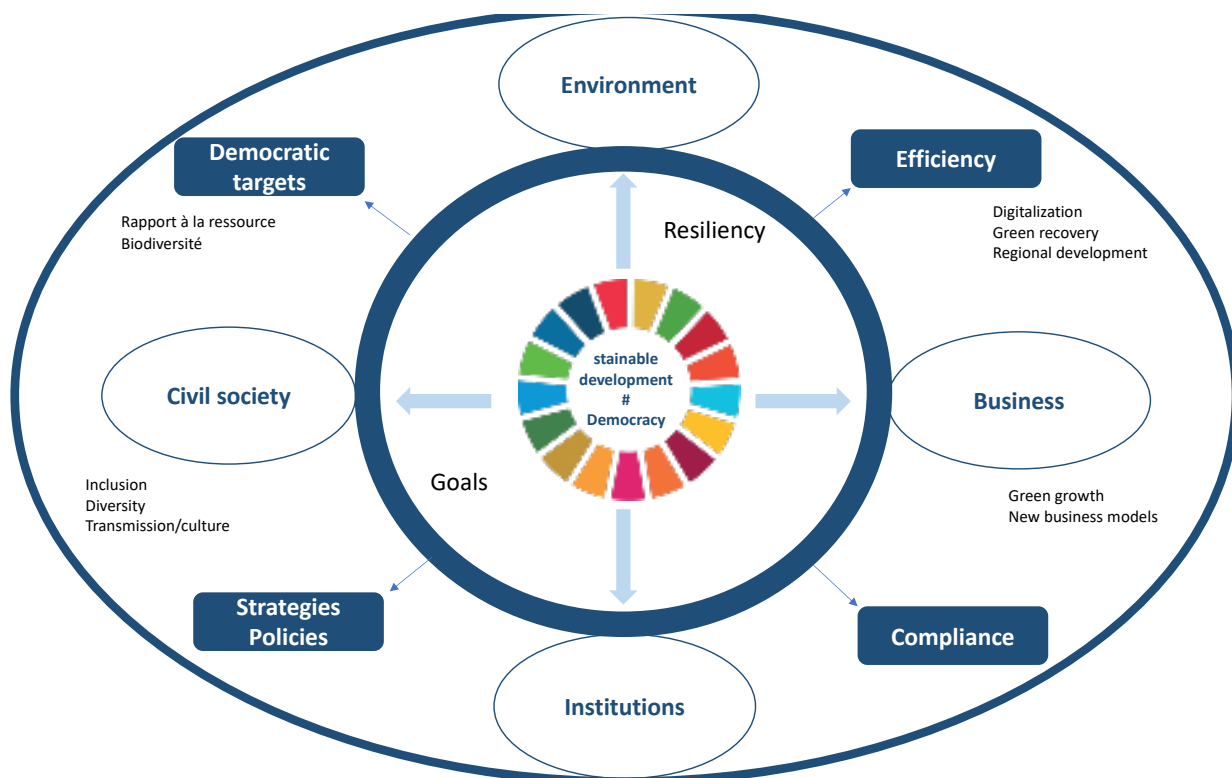 Environment
Democratic
targets
Efficiency
Rapport à la ressource
Biodiversité
Resiliency
Digitalization
Green recovery
Regional development
stainable
development
#
Democracy
Civil society
Business
Goals
Inclusion
Diversity
Transmission/culture
Green growth
New business models
Strategies
Policies
Compliance
Institutions